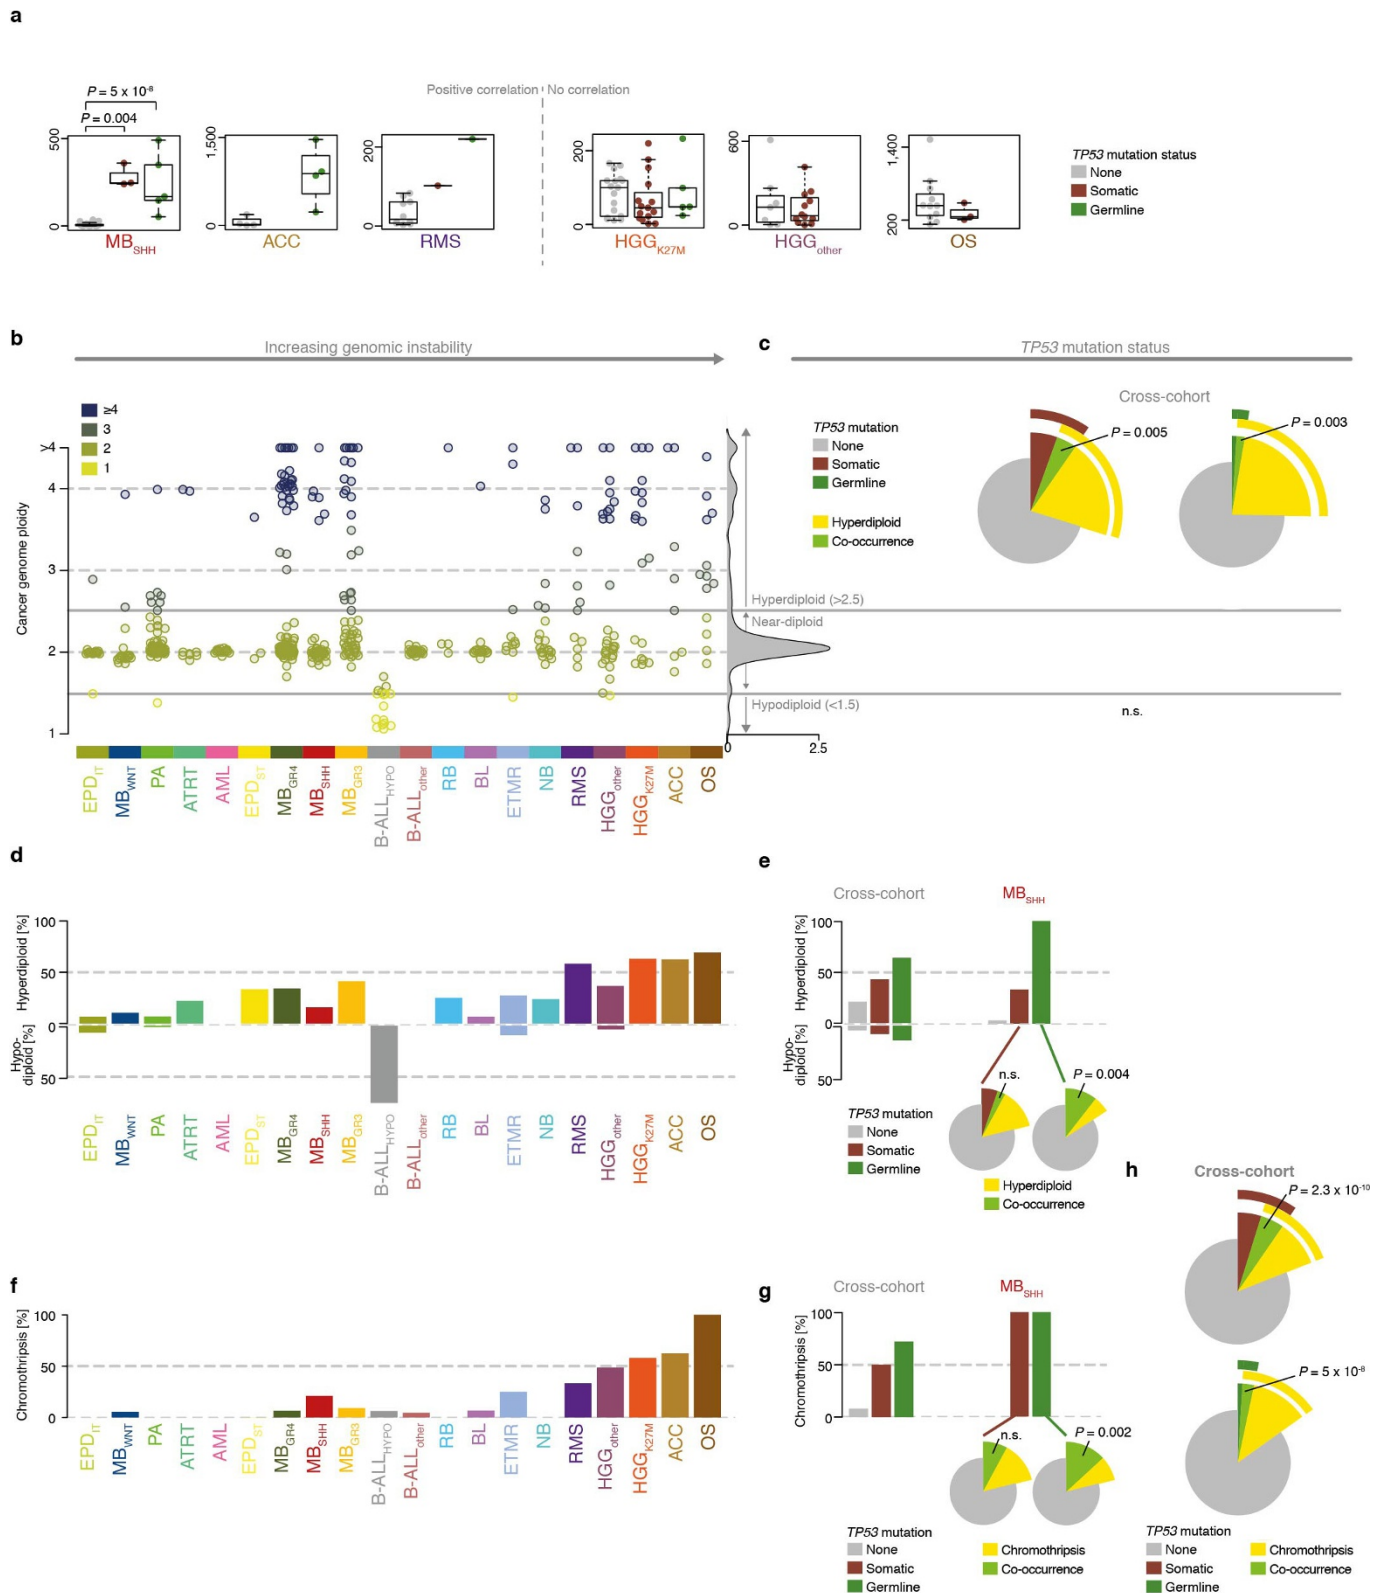 a
P = 5 x 10-8
P = 0.004
Positive correlation
No correlation
500
0
MBSHH
1,500
0
ACC
200
0
RMS
200
0
HGGK27M
600
0
HGGother
1,400
200
OS
TP53 mutation status
None
Somatic
Germline
b
Increasing genomic instability
≥4
3
2
1
Cancer genome ploidy
>4
4
3
2
1
Hyperdiploid (>2.5)
Near-diploid
Hypodiploid (<1.5)
0
2.5
EPDIT
MBWNT
PA
ATRT
AML
EPDST
MBGR4
MBSHH
MBGR3
B-ALLHYPO
B-ALLother
RB
BL
ETMR
NB
RMS
HGGother
HGGK27M
ACC
OS
c
TP53 mutation status
Cross-cohort
TP53 mutation
None
Somatic
Germline
Hyperdiploid
Co-occurrence
P = 0.005
P = 0.003
n.s.
d
Hyperdiploid [%]
100
50
0
Hypo-
diploid [%]
50
EPDIT
MBWNT
PA
ATRT
AML
EPDST
MBGR4
MBSHH
MBGR3
B-ALLHYPO
B-ALLother
RB
BL
ETMR
NB
RMS
HGGother
HGGK27M
ACC
OS
e
Cross-cohort
MBSHH
Hyperdiploid [%]
100
50
0
Hypo-
diploid [%]
50
n.s.
P = 0.004
TP53 mutation
None
Somatic
Germline
Hyperdiploid
Co-occurrence
f
Chromothripsis [%]
100
50
0
EPDIT
MBWNT
PA
ATRT
AML
EPDST
MBGR4
MBSHH
MBGR3
B-ALLHYPO
B-ALLother
RB
BL
ETMR
NB
RMS
HGGother
HGGK27M
ACC
OS
g
Cross-cohort
MBSHH
Chromothripsis [%]
100
50
0
n.s.
P = 0.002
TP53 mutation
None
Somatic
Germline
Chromothripsis
Co-occurrence
h
Cross-cohort
P = 2.3 x 10-10
P = 5 x 10-8
TP53 mutation
None
Somatic
Germline
Chromothripsis
Co-occurrence